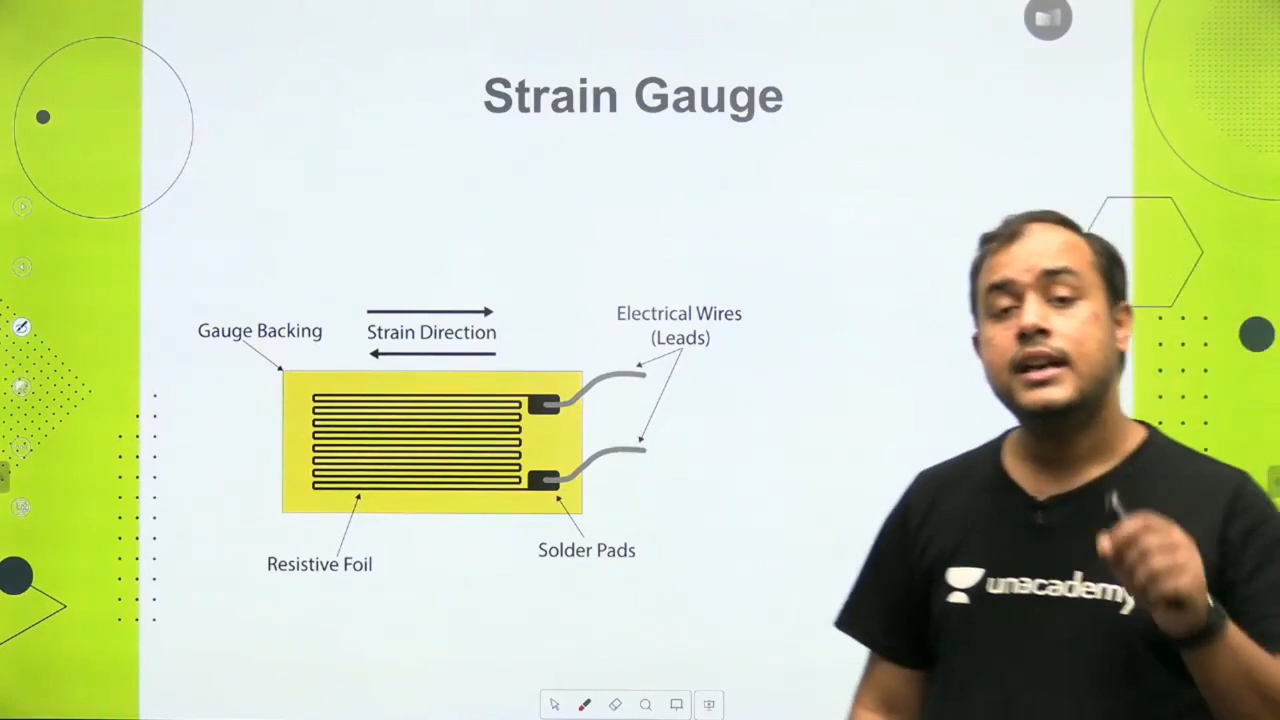 Strain Gauge
Gauge Backing
Strain Direction
Electrical Wires
(Leads)
Resistive Foil
Solder Pads
unacademy